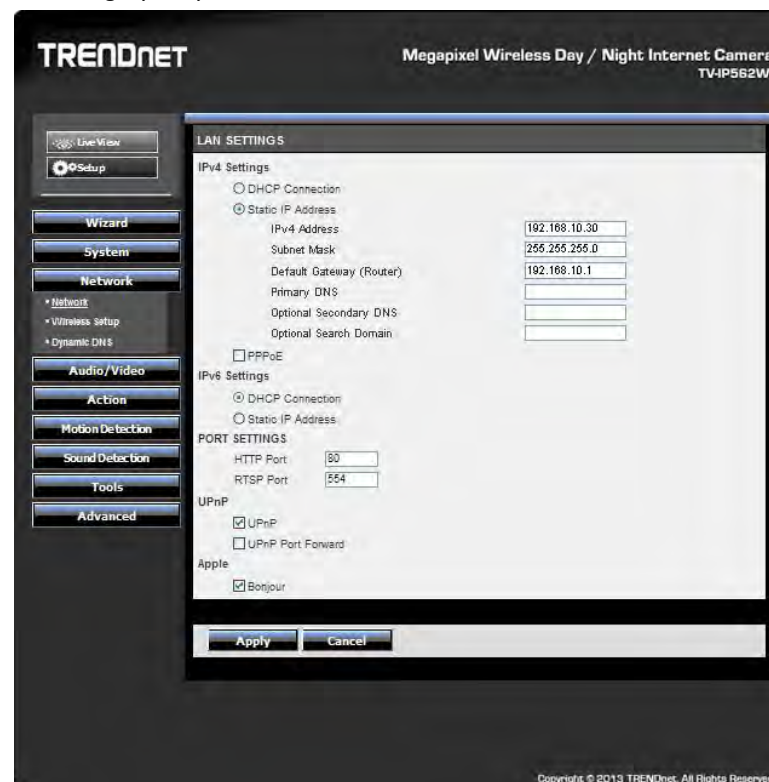 TRENDnet
Megapixel Wireless Day / Night Internet Camera
TV-IP562W
Live View
Setup
Wizard
System
Network
Network
Wireless Setup
Dynamic DNS
Audio/Video
Action
Motion Detection
Sound Detection
Tools
Advanced
LAN SETTINGS
IPv4 Settings
DHCP Connection
Static IP Address
IPv4 Address 192.168.10.30
Subnet Mask 255.255.255.0
Default Gateway (Router) 192.168.10.1
Primary DNS
Optional Secondary DNS
Optional Search Domain
PPPoE
IPv6 Settings
DHCP Connection
Static IP Address
PORT SETTINGS
HTTP Port 80
RTSP Port 554
UPnP
UPnP
UPnP Port Forward
Apple
Bonjour
Apply Cancel
Copyright © 2013 TRENDnet. All Rights Reserve